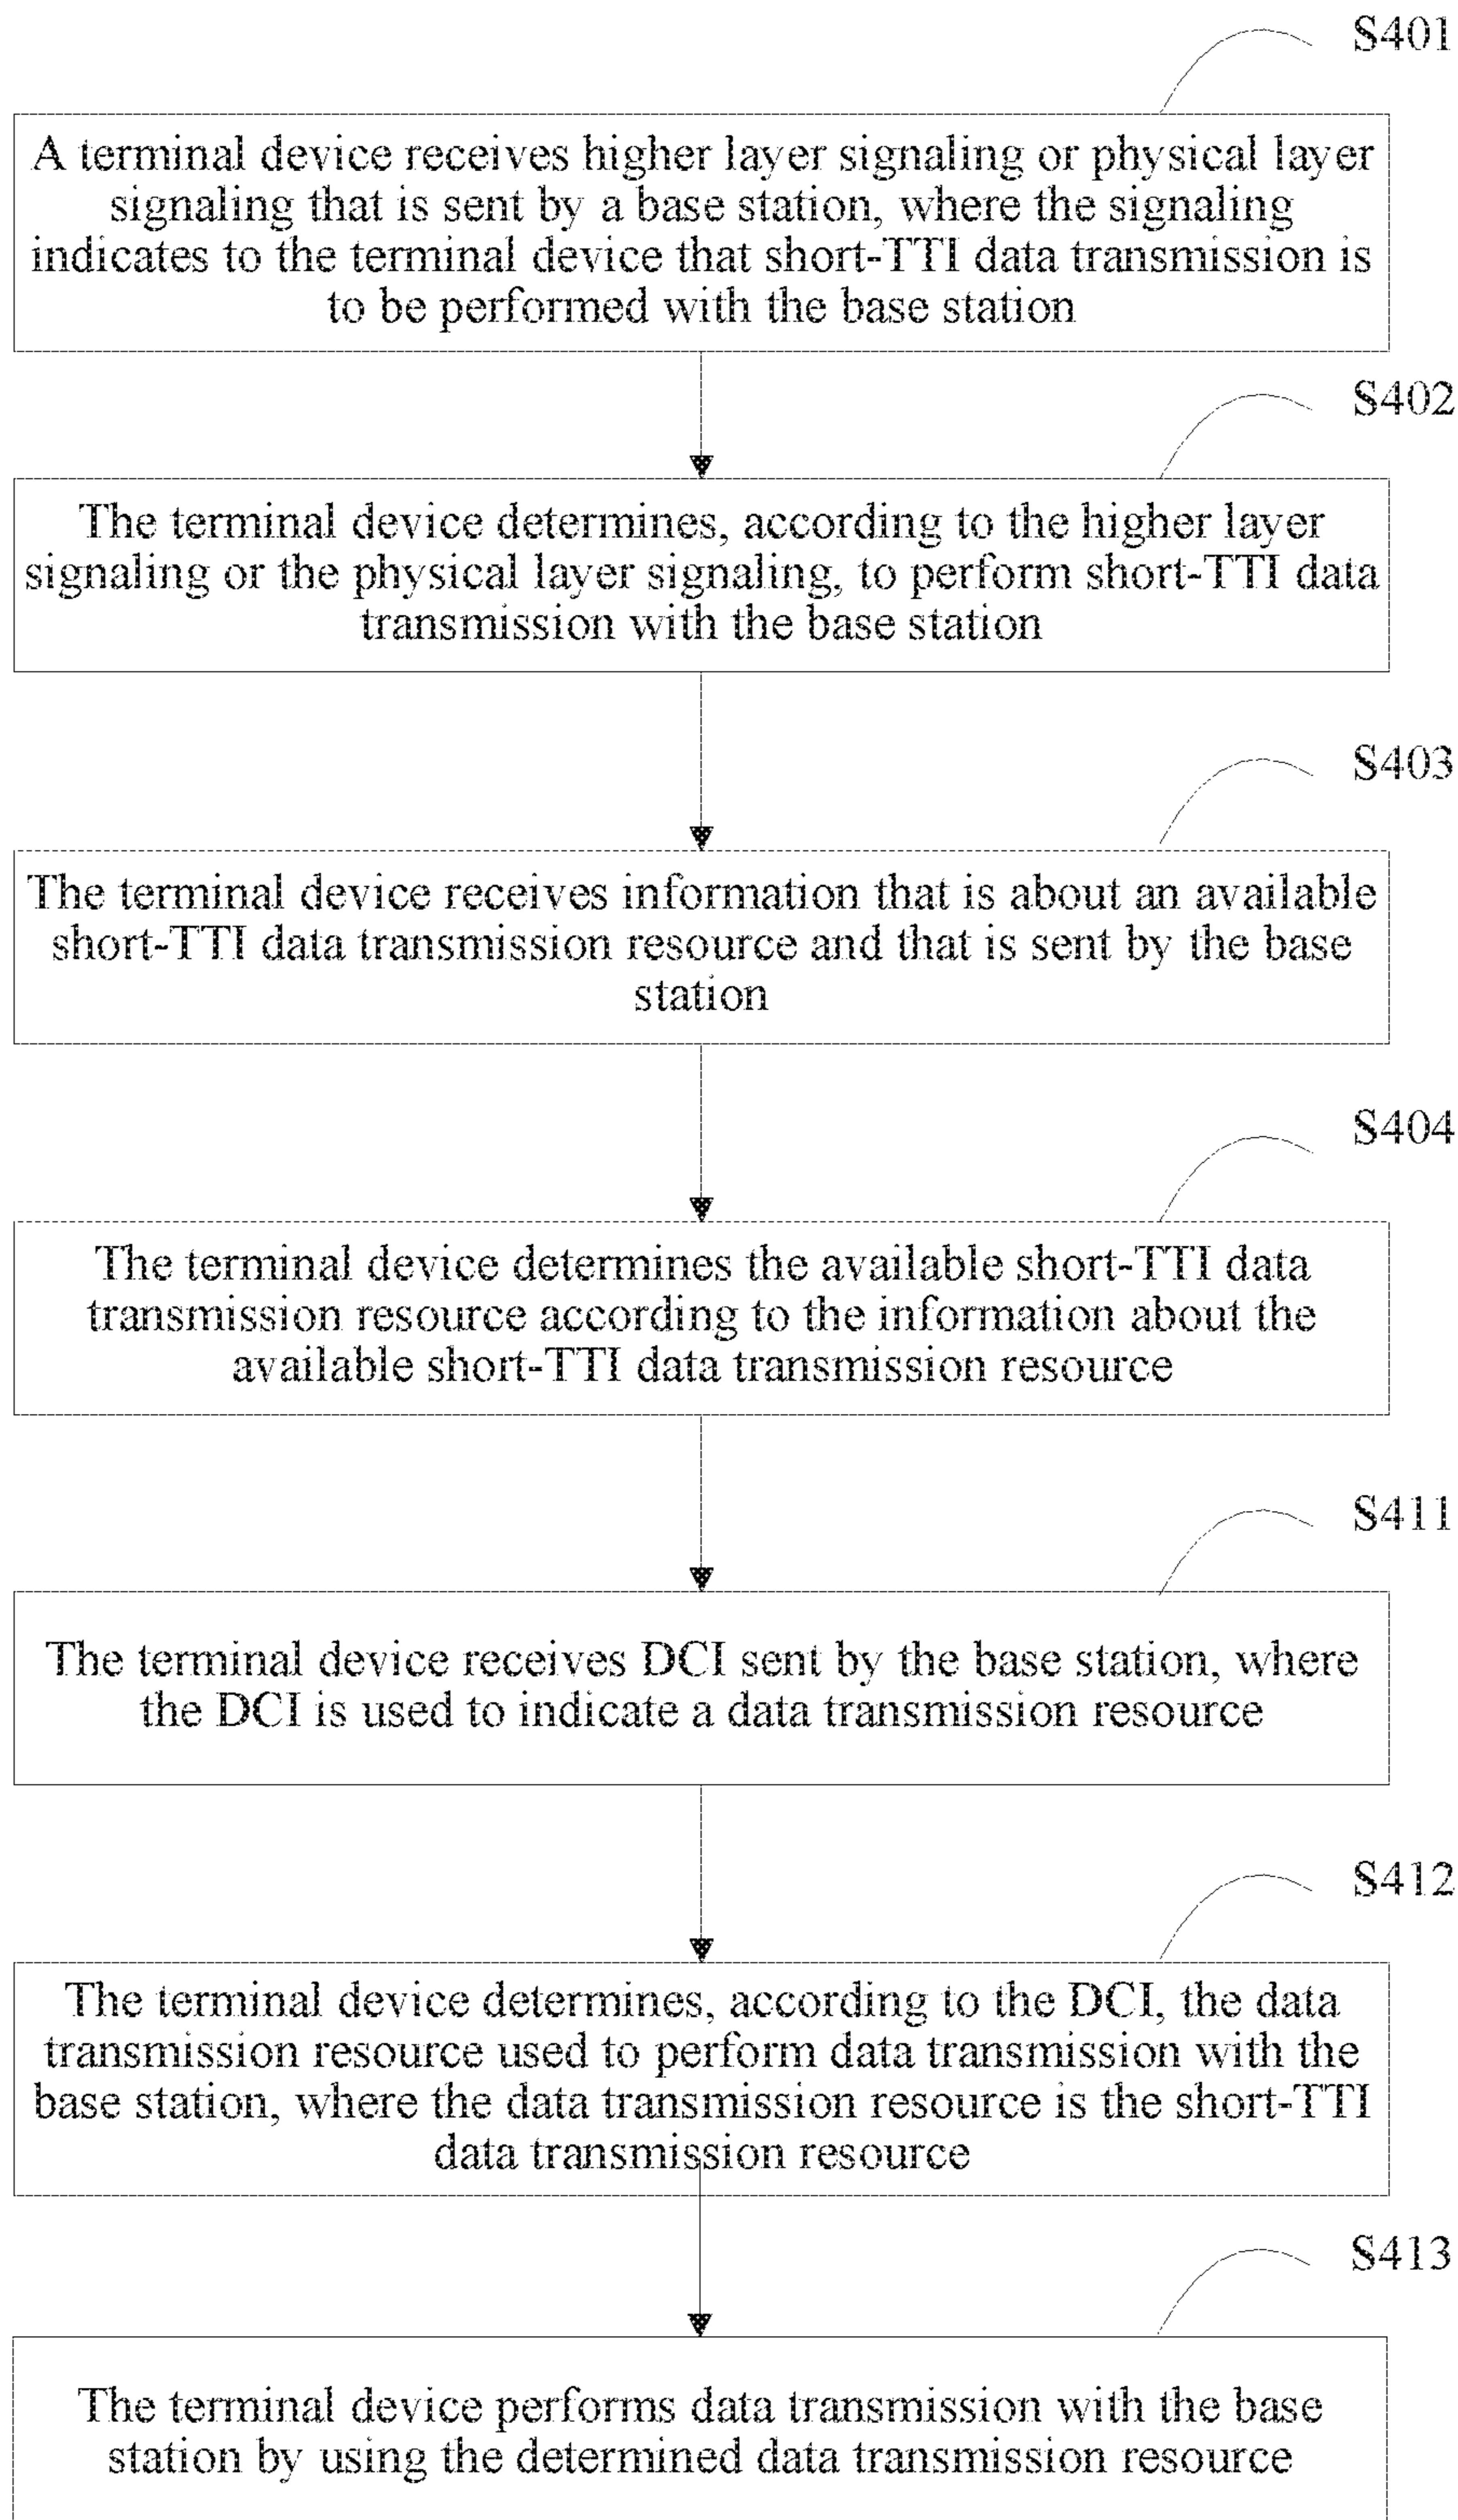 S401
A terminal device receives higher layer signaling or physical layer
signaling that is sent by a base station, where the signaling
indicates to the terminal device that short-TTI data transmission is
to be performed with the base station
S402
The terminal device determines, according to the higher layer
signaling or the physical layer signaling, to perform short-TTI data
transmission with the base station
S403
The terminal device receives information that is about an available
short-TTI data transmission resource and that is sent by the base
station
S404
The terminal device determines the available short-TTI data
transmission resource according to the information about the
available short-TTI data transmission resource
S411
The terminal device receives DCI sent by the base station, where
the DCI is used to indicate a data transmission resource
S412
The terminal device determines, according to the DCI, the data
transmission resource used to perform data transmission with the
base station, where the data transmission resource is the short-TTI
data transmission resource
S413
The terminal device performs data transmission with the base
station by using the determined data transmission resource